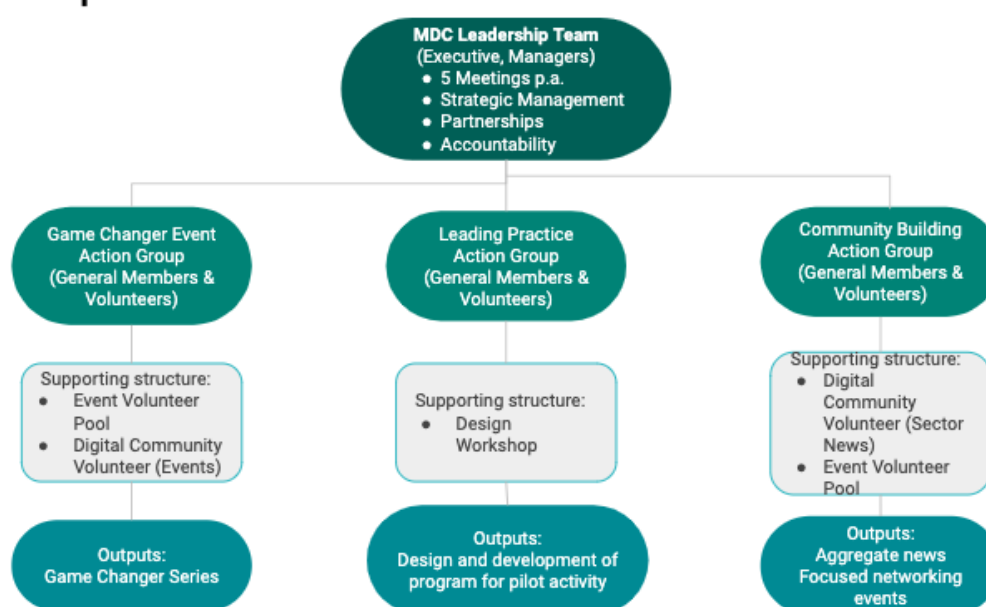 MDC Leadership Team
(Executive, Managers)
● 5 Meetings p.a.
● Strategic Management
● Partnerships
● Accountability
Game Changer Event
Action Group
(General Members &
Volunteers)
Leading Practice
Action Group
(General Members &
Volunteers)
Community Building
Action Group
(General Members &
Volunteers)
Supporting structure:
● Event Volunteer
Pool
● Digital Community
Volunteer (Events)
Supporting structure:
● Design
Workshop
Supporting structure:
● Digital
Community
Volunteer (Sector
News)
● Event Volunteer
Pool
Outputs:
Game Changer Series
Outputs:
Design and development of
program for pilot activity
Outputs:
Aggregate news
Focused networking
events